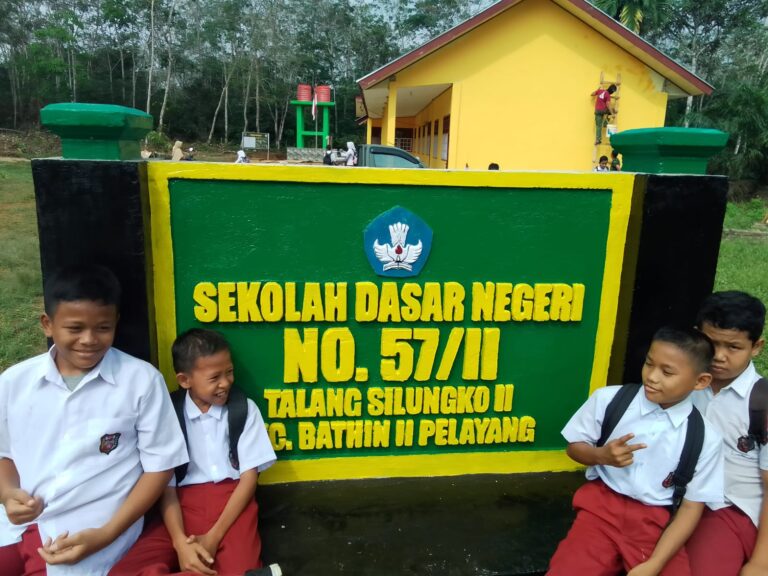 SEKOLAH DASAR NEGERI
NO. 57/II
TALANG SILUNGKO II
C. BATHIN II PELAYANG